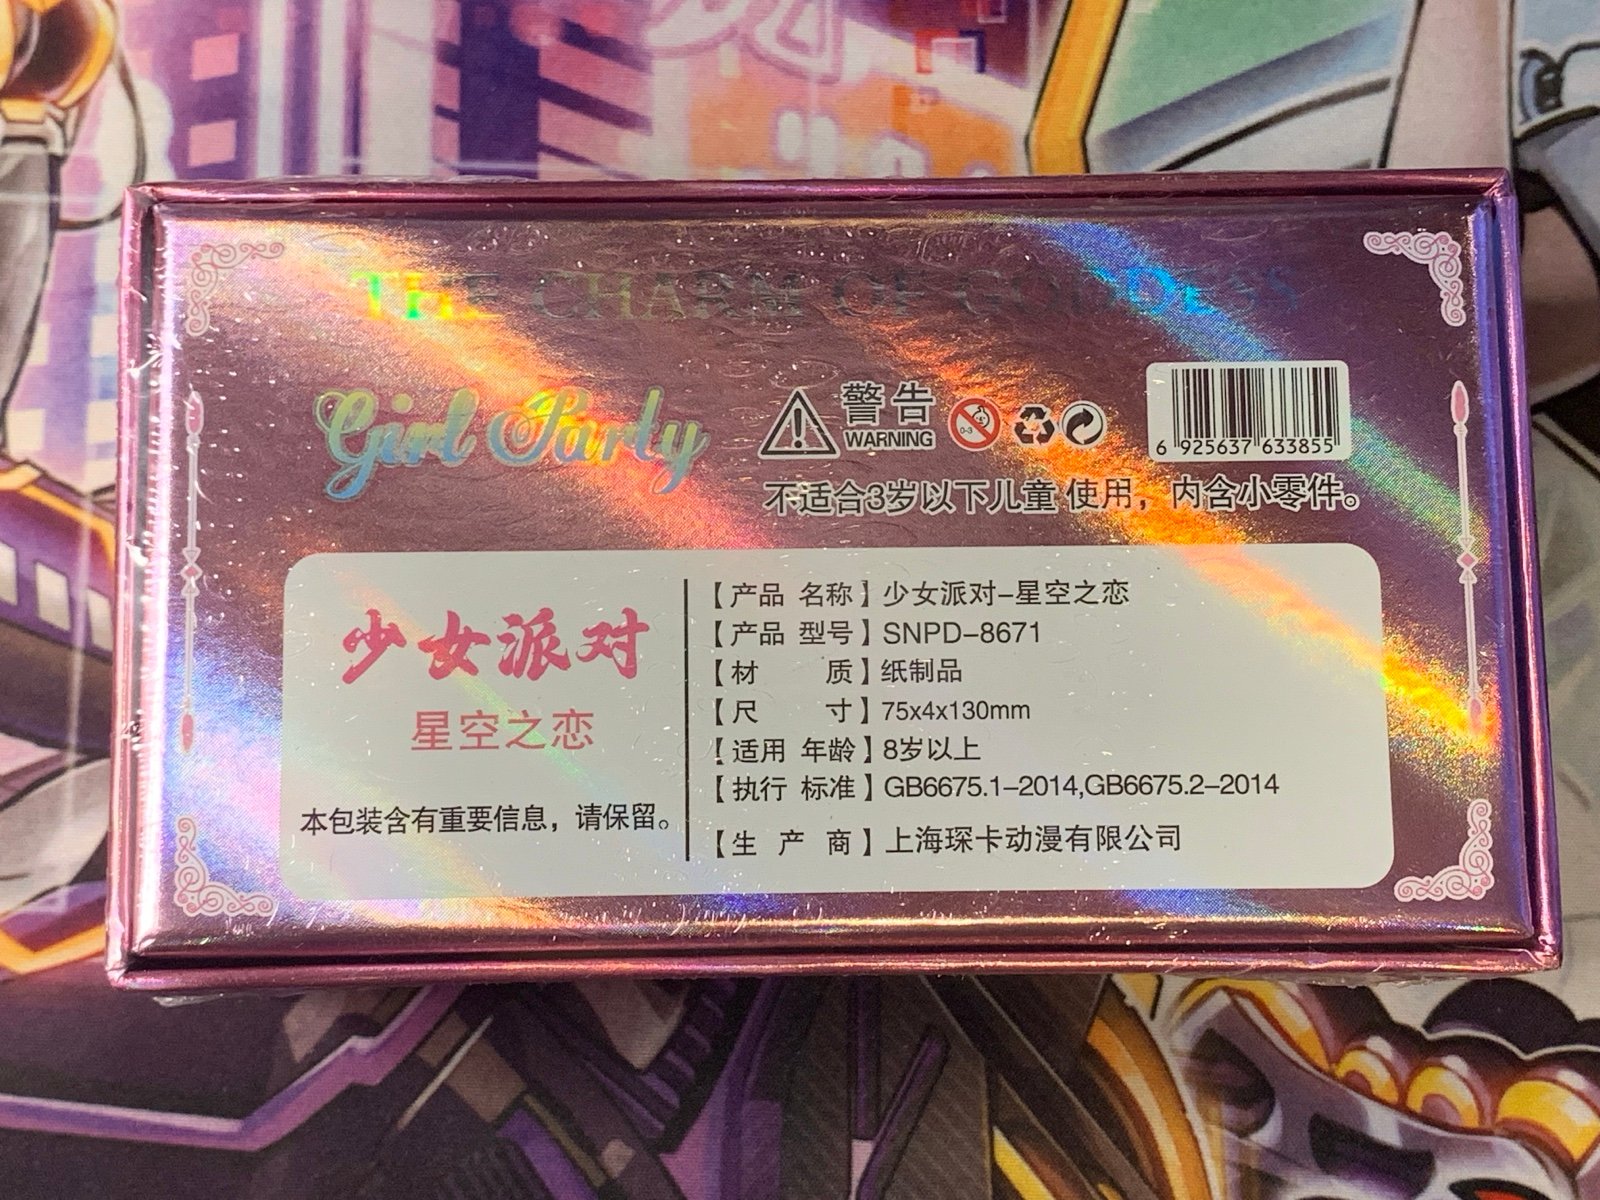 THE CHARM OF GODDESS
Girl Party
警告
WARNING
0-3
6 925637 633855
不适合3岁以下儿童 使用，内含小零件。
少女派对
星空之恋
本包装含有重要信息，请保留。
【产品 名称】少女派对-星空之恋
【产品 型号】SNPD-8671
【材 质】纸制品
【尺 寸】75x4x130mm
【适用 年龄】8岁以上
【执行 标准】GB6675.1-2014,GB6675.2-2014
【生 产 商】上海琛卡动漫有限公司